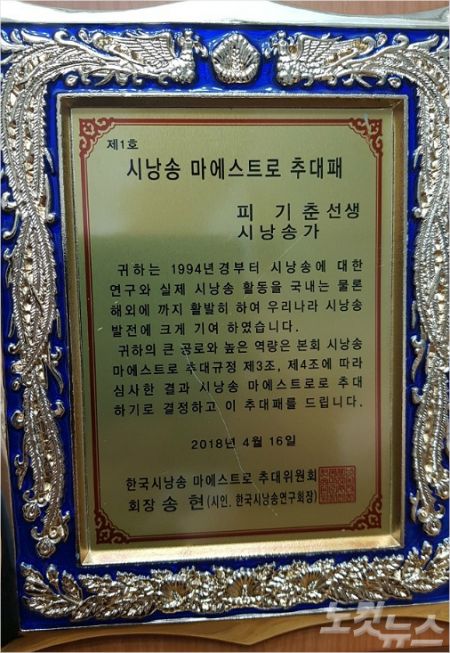 제1호
시낭송 마에스트로 추대패
피 기 춘 선생
시낭송가
귀하는 1994년경부터 시낭송에 대한
연구와 실제 시낭송 활동을 국내는 물론
해외에 까지 활발히 하여 우리나라 시낭송
발전에 크게 기여 하였습니다.
귀하의 큰 공로와 높은 역량은 본회 시낭송
마에스트로 추대규정 제3조, 제4조에 따라
심사한 결과 시낭송 마에스트로로 추대
하기로 결정하고 이 추대패를 드립니다.
2018년 4월 16일
한국시낭송 마에스트로 추대위원회
회장 송 현 (시인, 한국시낭송연구회장)
노컷뉴스